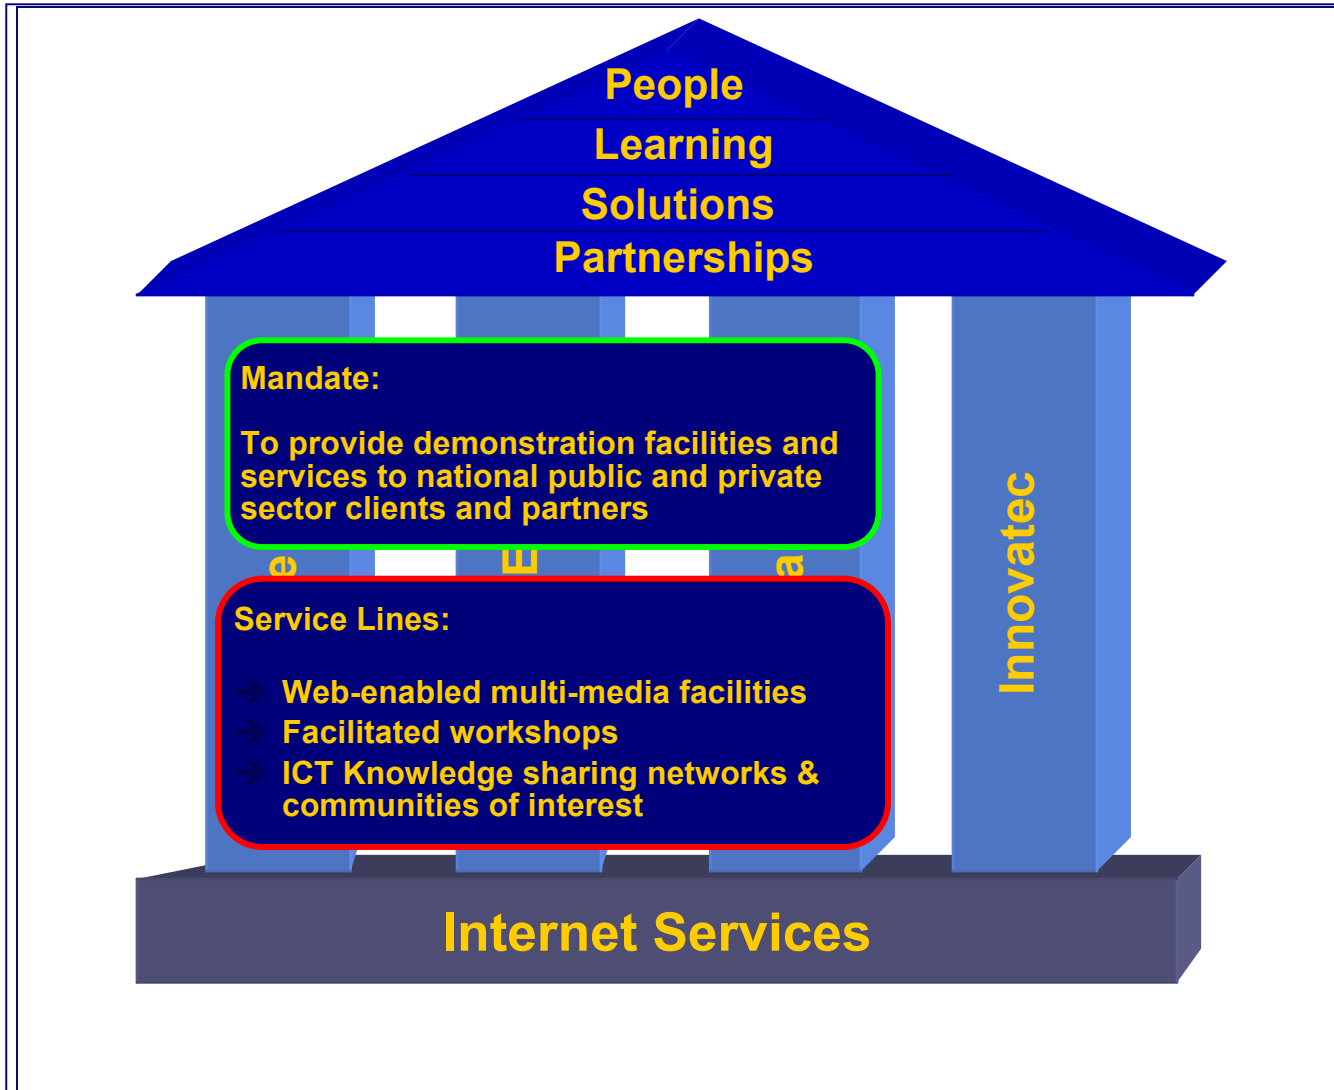 People
Learning
Solutions
Partnerships
Mandate:
To provide demonstration facilities and
services to national public and private
sector clients and partners
Service Lines:
Web-enabled multi-media facilities
Facilitated workshops
ICT Knowledge sharing networks &
communities of interest
Innovatec
Internet Services